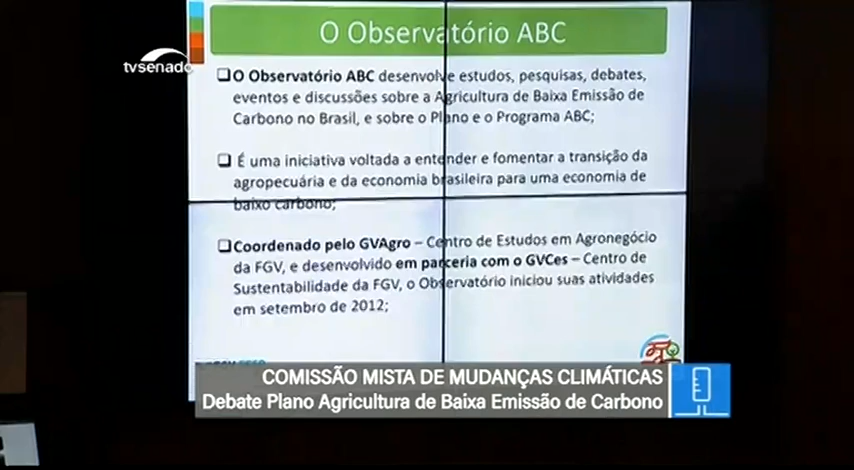 O Observatório ABC
tvsenado
O Observatório ABC desenvolve estudos, pesquisas, debates,
eventos e discussões sobre a Agricultura de Baixa Emissão de
Carbono no Brasil, e sobre o Plano e o Programa ABC;
É uma iniciativa voltada a entender e fomentar a transição da
agropecuária e da economia brasileira para uma economia de
baixo carbono;
Coordenado pelo GVAgro – Centro de Estudos em Agronegócio
da FGV, e desenvolvido em parceria com o GVCes – Centro de
Sustentabilidade da FGV, o Observatório iniciou suas atividades
em setembro de 2012;
COMISSÃO MISTA DE MUDANÇAS CLIMÁTICAS
Debate Plano Agricultura de Baixa Emissão de Carbono